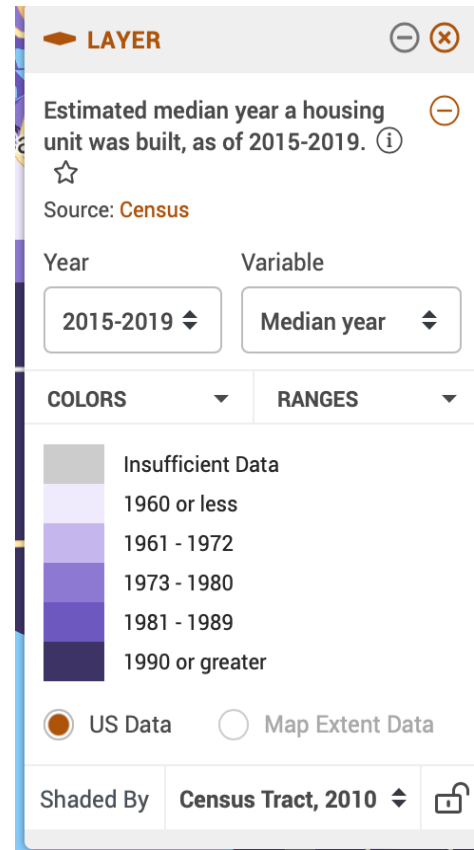 LAYER
Estimated median year a housing
unit was built, as of 2015-2019.
Source: Census
Year Variable
2015-2019 Median year
COLORS RANGES
Insufficient Data
1960 or less
1961 - 1972
1973 - 1980
1981 - 1989
1990 or greater
US Data Map Extent Data
Shaded By Census Tract, 2010